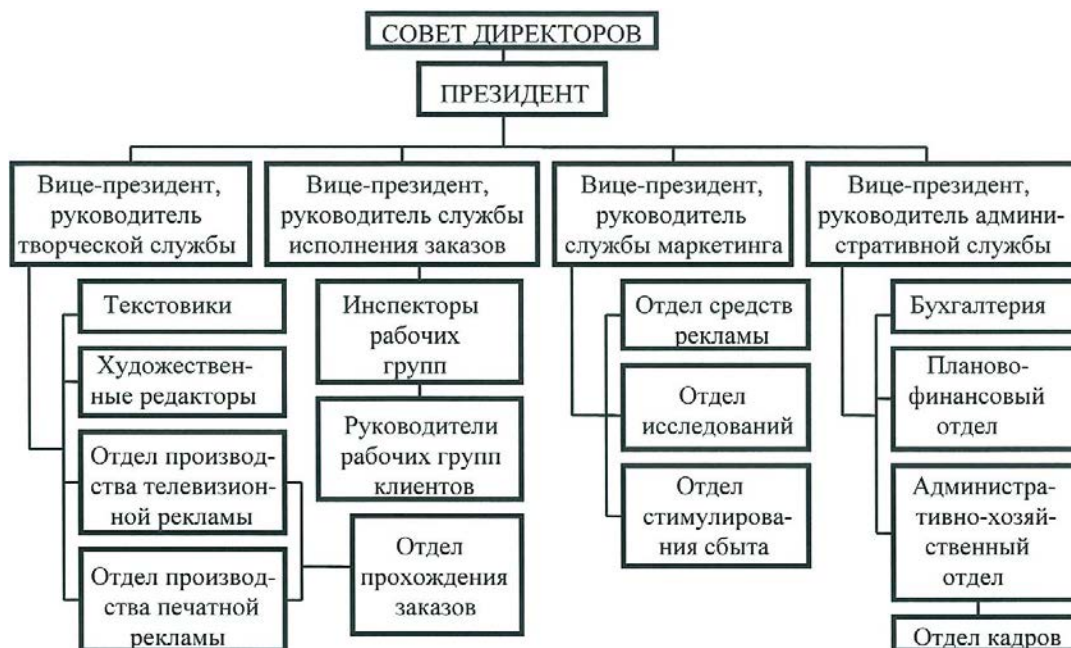 СОВЕТ ДИРЕКТОРОВ
ПРЕЗИДЕНТ
Вице-президент,
руководитель
творческой службы
Вице-президент,
руководитель службы
исполнения заказов
Вице-президент,
руководитель
службы маркетинга
Вице-президент,
руководитель админи-
стративной службы
Текстовики
Художествен-
ные редакторы
Отдел производ-
ства телевизион-
ной рекламы
Отдел производ-
ства печатной
рекламы
Инспекторы
рабочих
групп
Руководители
рабочих групп
клиентов
Отдел
прохождения
заказов
Отдел средств
рекламы
Отдел
исследований
Отдел
стимулирова-
ния сбыта
Бухгалтерия
Планово-
финансовый
отдел
Администра-
тивно-хозяй-
ственный
отдел
Отдел кадров